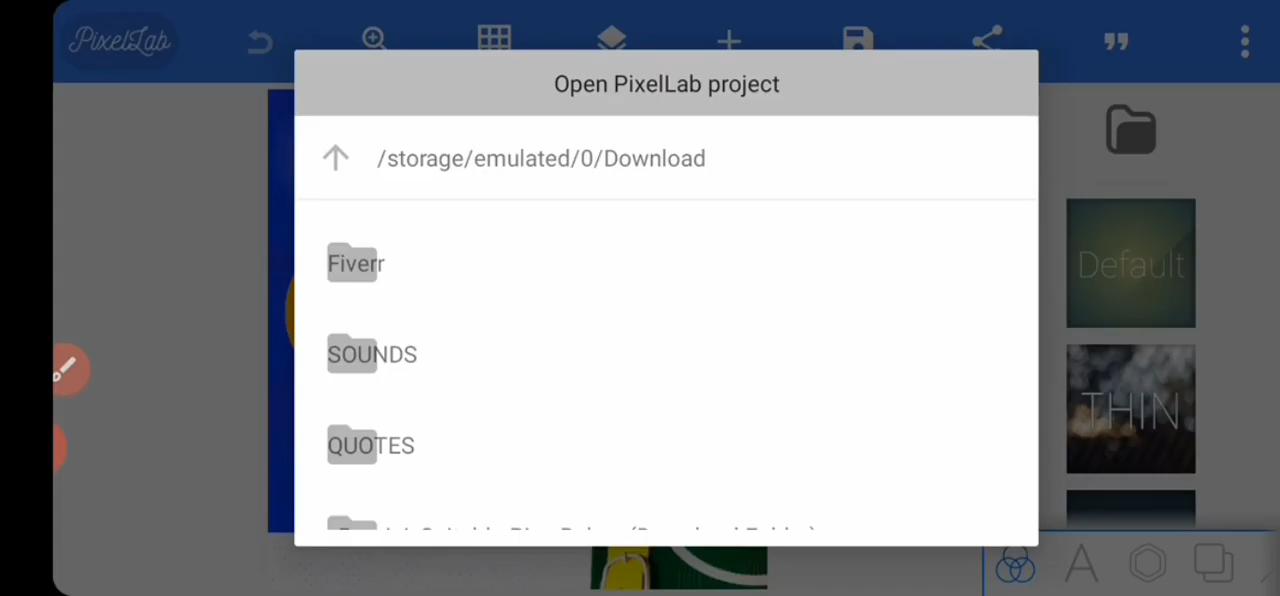 PixelLab
Open PixelLab project
/storage/emulated/0/Download
Fiverr
SOUNDS
QUOTES
Default
THIN